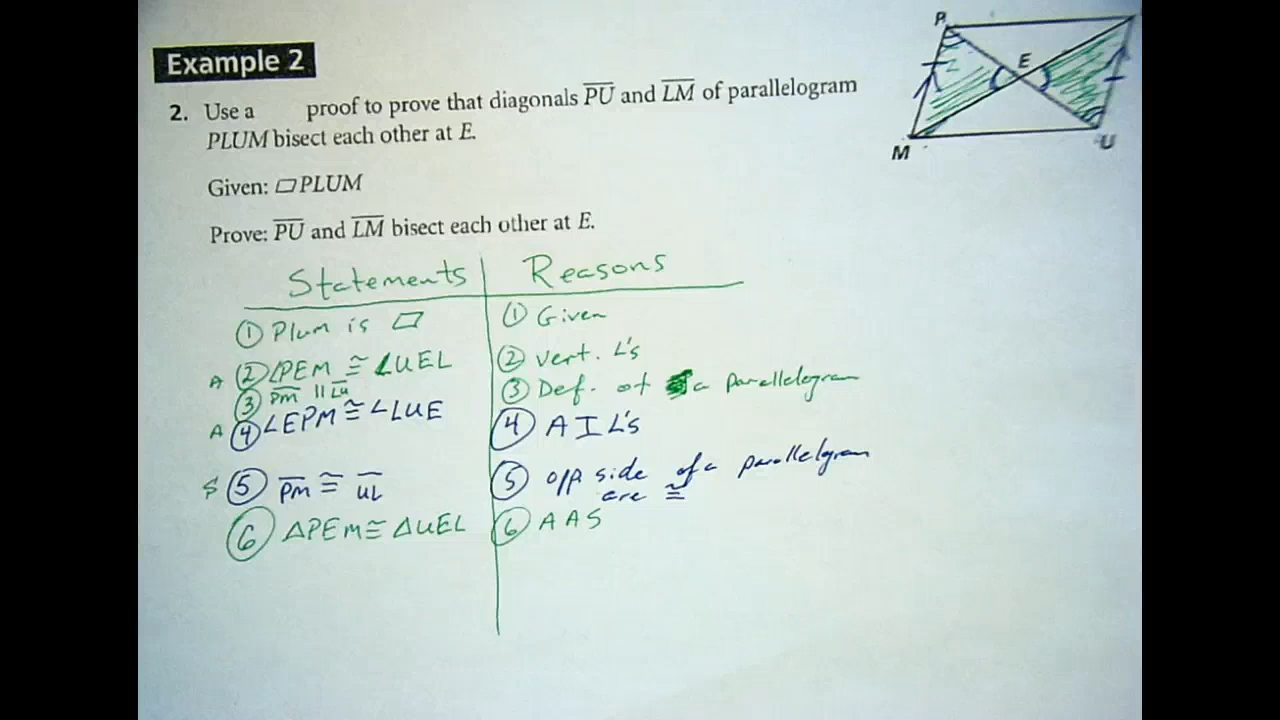 Example 2
2. Use a proof to prove that diagonals PU and LM of parallelogram
PLUM bisect each other at E.
Given: ▱PLUM
Prove: PU and LM bisect each other at E.
Statements Reasons
① Plum is ▱ ① Given
A ② ∠PEM ≅ ∠UEL ② Vert. ∠'s
③ PM || LU ③ Def. of a parallelogram
A ④ ∠EPM ≅ ∠LUE ④ A I ∠'s
S ⑤ PM ≅ UL ⑤ opp side of a parallelgram
are ≅
⑥ △PEM ≅ △UEL ⑥ AAS
P
E
M
U